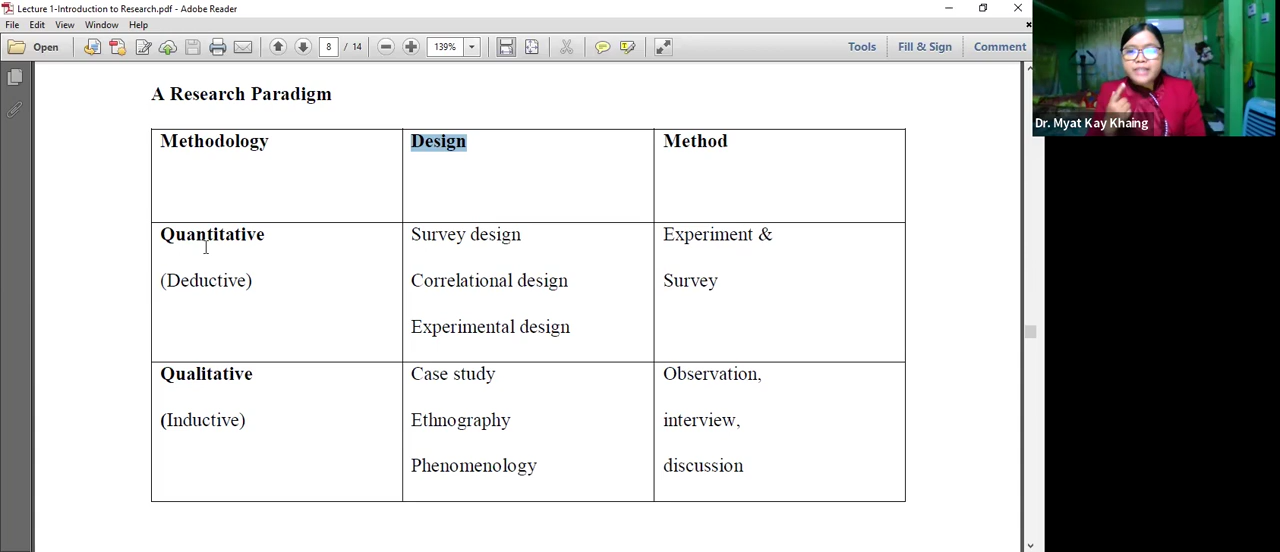 Lecture 1-Introduction to Research.pdf - Adobe Reader
File Edit View Window Help
Open 8 / 14 139% Tools Fill & Sign Comment
Dr. Myat Kay Khaing
A Research Paradigm
Methodology Design Method
Quantitative Survey design Experiment &
(Deductive) Correlational design Survey
Experimental design
Qualitative Case study Observation,
(Inductive) Ethnography interview,
Phenomenology discussion